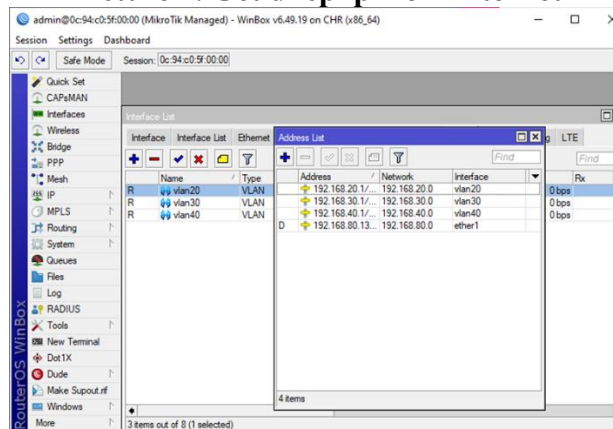 admin@0c:94:c0:5f:00:00 (MikroTik Managed) - WinBox v6.49.19 on CHR (x86_64)
Session Settings Dashboard
Safe Mode Session: 0c:94:c0:5f:00:00
Quick Set
CAPsMAN
Interfaces
Wireless
Bridge
PPP
Mesh
IP
MPLS
Routing
System
Queues
Files
Log
RADIUS
Tools
New Terminal
Dot1X
Dude
Make Supout.rif
Windows
More
RouterOS WinBox
Interface List
Interface Interface List Ethernet LTE
Find
Name Type Rx
R vlan20 VLAN 0 bps
R vlan30 VLAN 0 bps
R vlan40 VLAN 0 bps
3 items out of 8 (1 selected)
Address List
Find
Address Network Interface
192.168.20.1/... 192.168.20.0 vlan20
192.168.30.1/... 192.168.30.0 vlan30
192.168.40.1/... 192.168.40.0 vlan40
D 192.168.80.13... 192.168.80.0 ether1
4 items